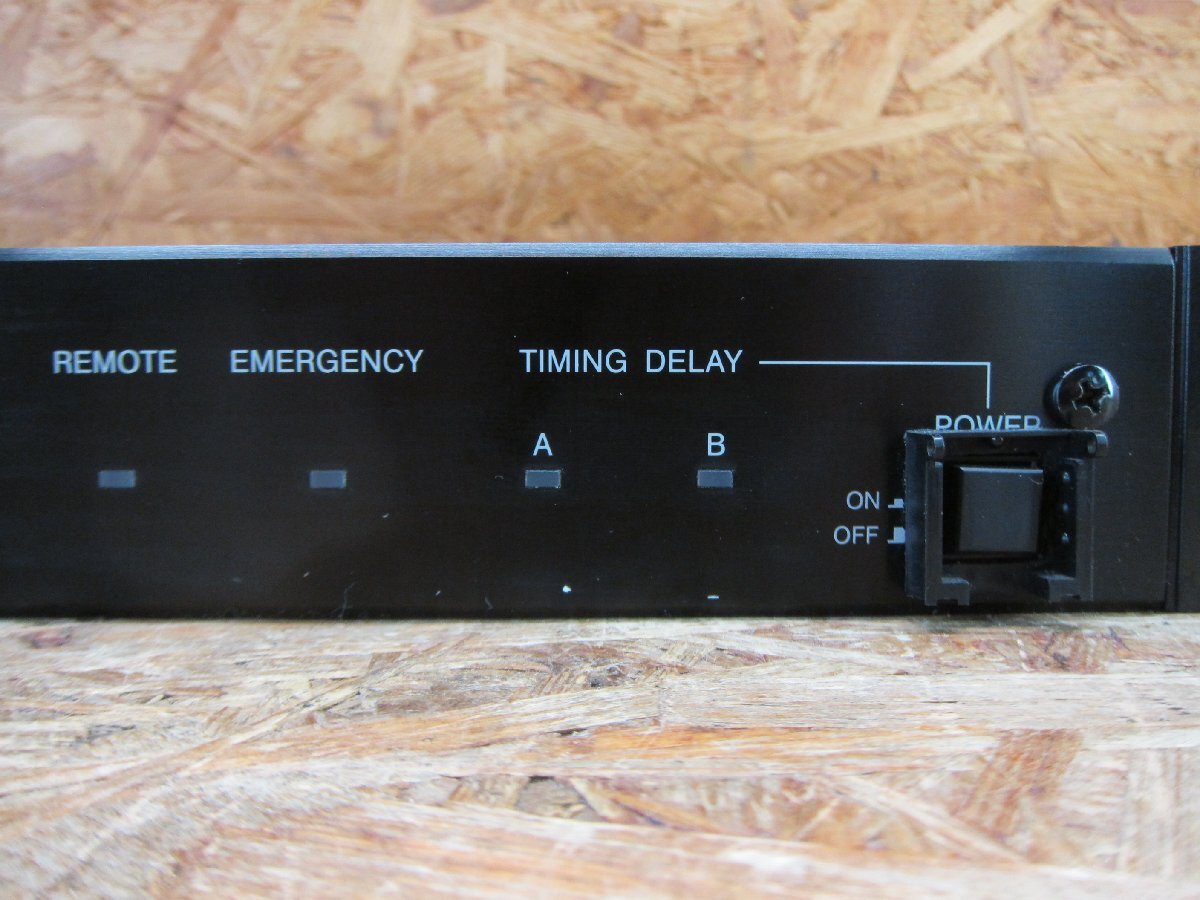 REMOTE EMERGENCY TIMING DELAY
POWER
A B
ON
OFF